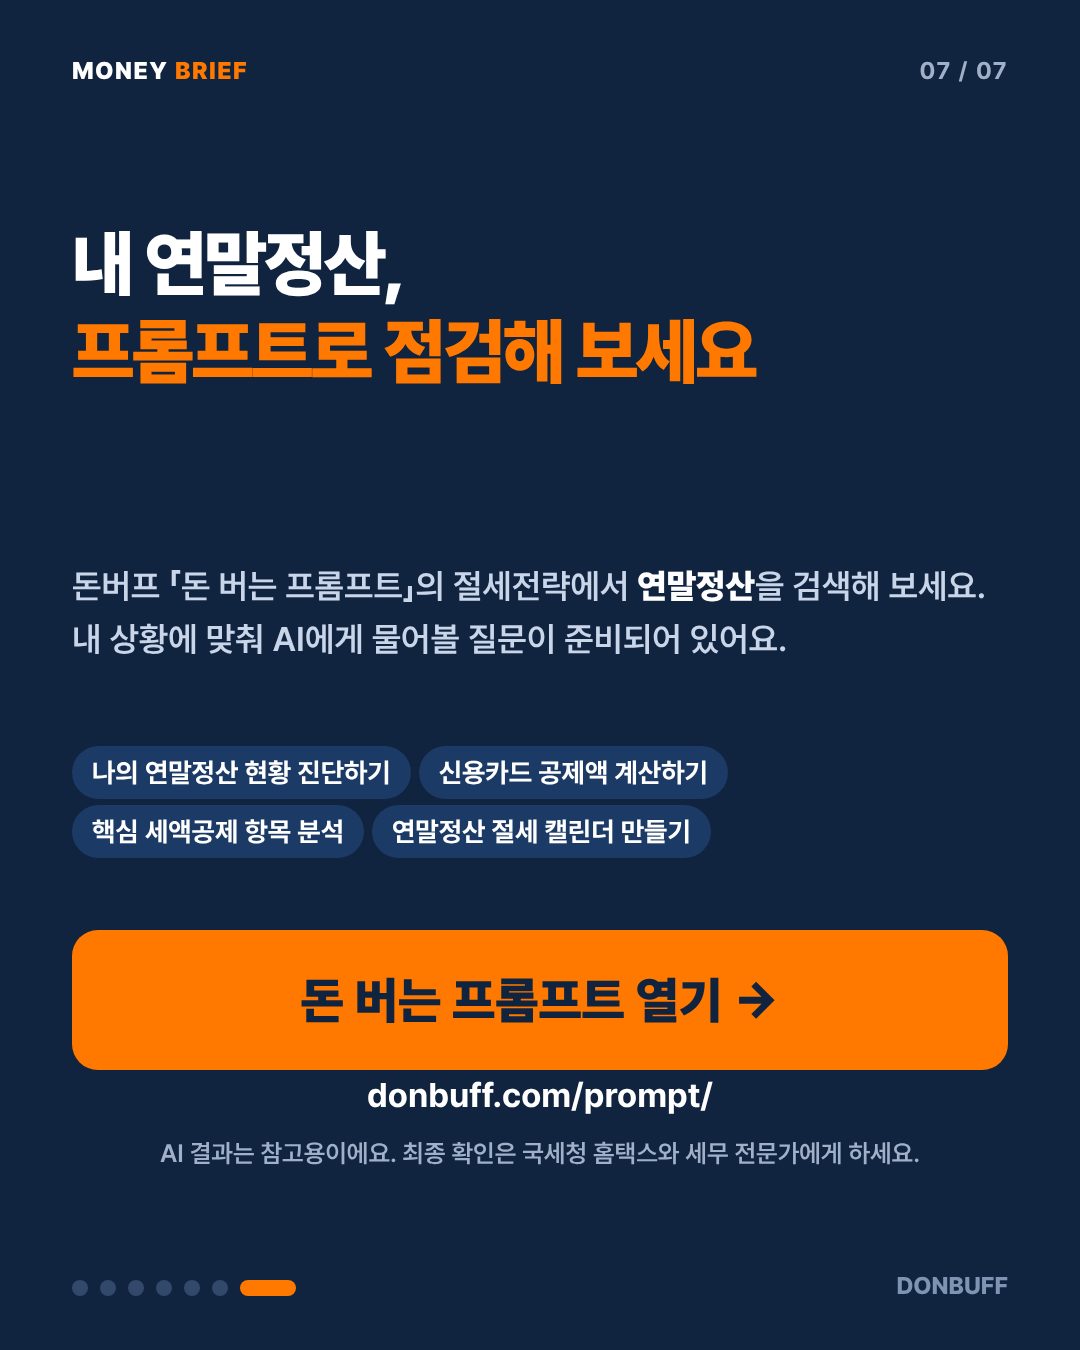 MONEY BRIEF
07 / 07
내 연말정산,
프롬프트로 점검해 보세요
돈버프 「돈 버는 프롬프트」의 절세전략에서 연말정산을 검색해 보세요.
내 상황에 맞춰 AI에게 물어볼 질문이 준비되어 있어요.
나의 연말정산 현황 진단하기
신용카드 공제액 계산하기
핵심 세액공제 항목 분석
연말정산 절세 캘린더 만들기
돈 버는 프롬프트 열기 →
donbuff.com/prompt/
AI 결과는 참고용이에요. 최종 확인은 국세청 홈택스와 세무 전문가에게 하세요.
DONBUFF